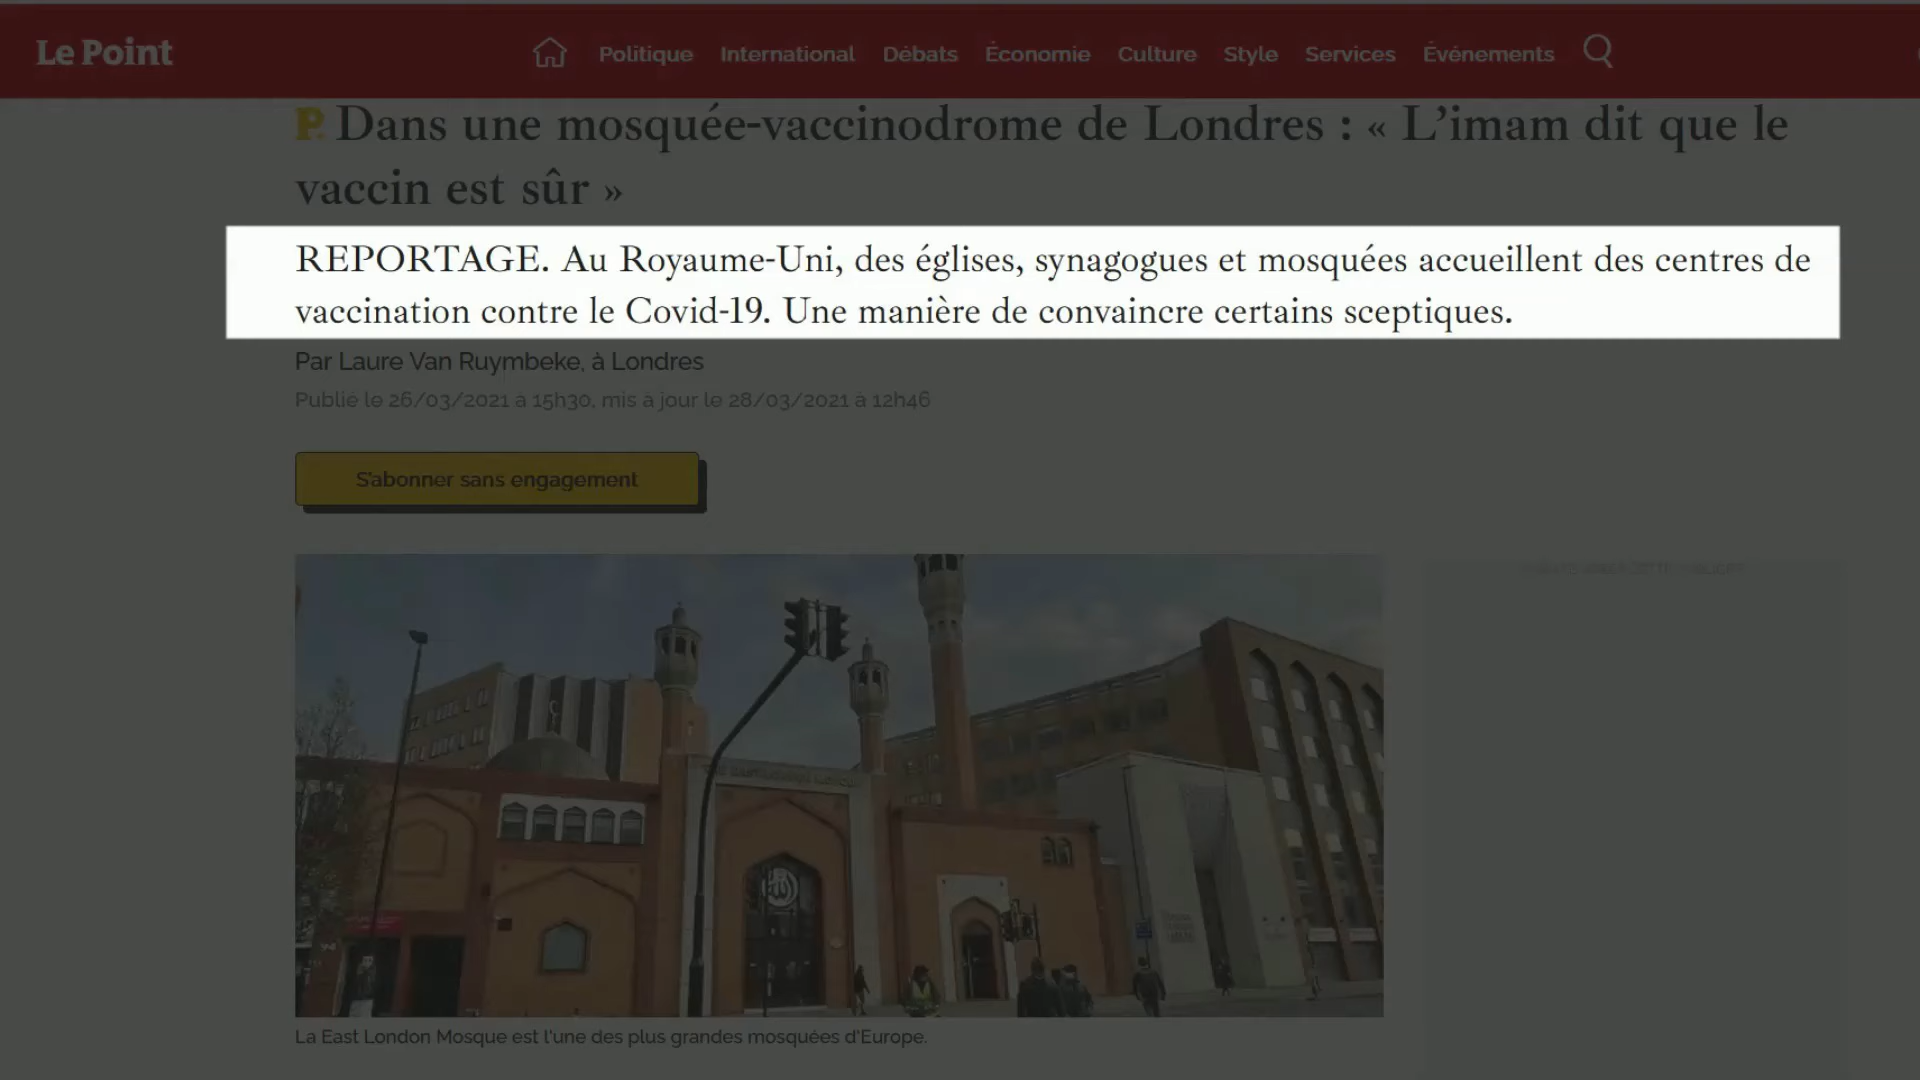 Le Point
Politique International Débats Économie Culture Style Services Événements
P. Dans une mosquée-vaccinodrome de Londres : « L'imam dit que le
vaccin est sûr »
REPORTAGE. Au Royaume-Uni, des églises, synagogues et mosquées accueillent des centres de
vaccination contre le Covid-19. Une manière de convaincre certains sceptiques.
Par Laure Van Ruymbeke, à Londres
Publié le 26/03/2021 à 15h30, mis à jour le 28/03/2021 à 12h46
S'abonner sans engagement
La East London Mosque est l'une des plus grandes mosquées d'Europe.